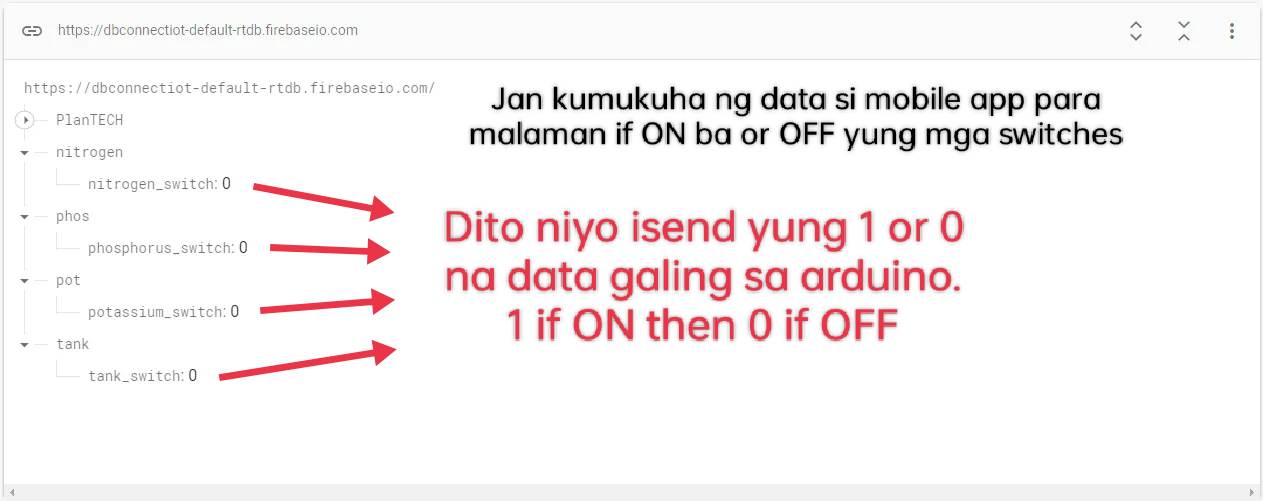 https://dbconnectiot-default-rtdb.firebaseio.com
https://dbconnectiot-default-rtdb.firebaseio.com/
PlanTECH
nitrogen
nitrogen_switch: 0
phos
phosphorus_switch: 0
pot
potassium_switch: 0
tank
tank_switch: 0
Jan kumukuha ng data si mobile app para
malaman if ON ba or OFF yung mga switches
Dito niyo isend yung 1 or 0
na data galing sa arduino.
1 if ON then 0 if OFF